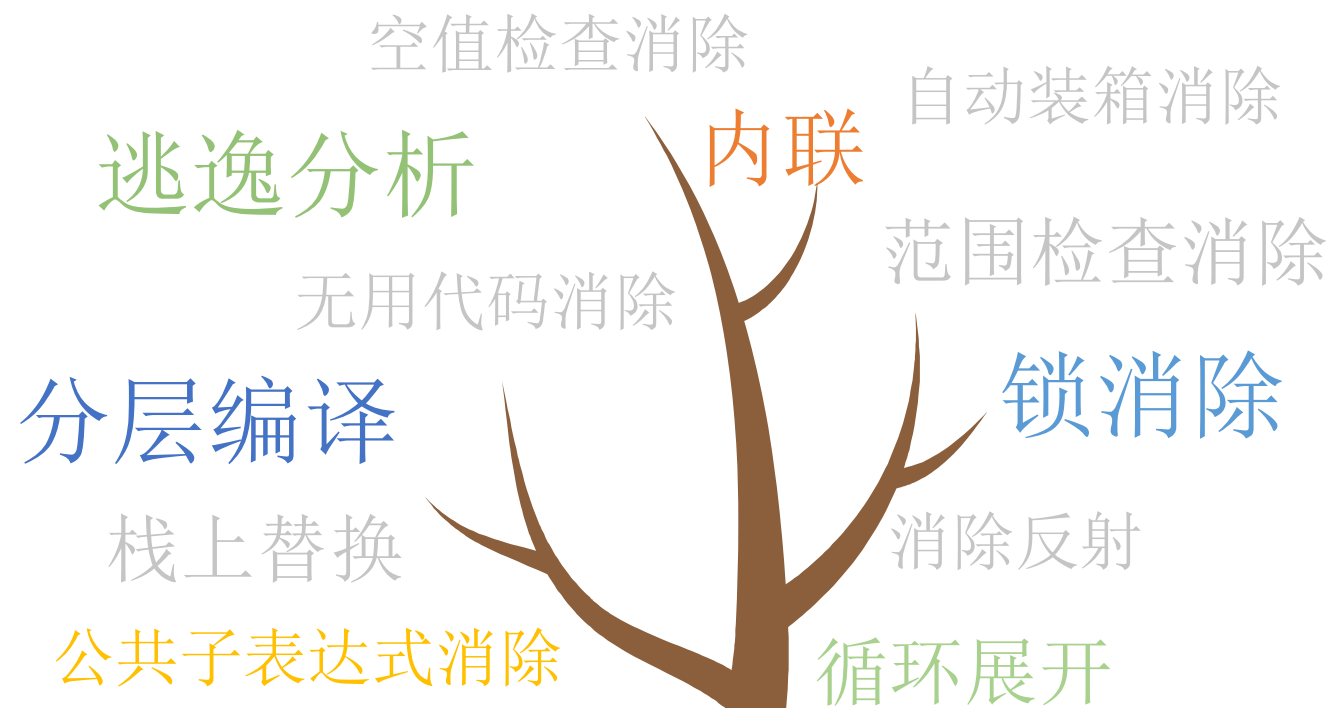 空值检查消除
自动装箱消除
内联
逃逸分析
范围检查消除
无用代码消除
锁消除
分层编译
栈上替换
消除反射
公共子表达式消除
循环展开